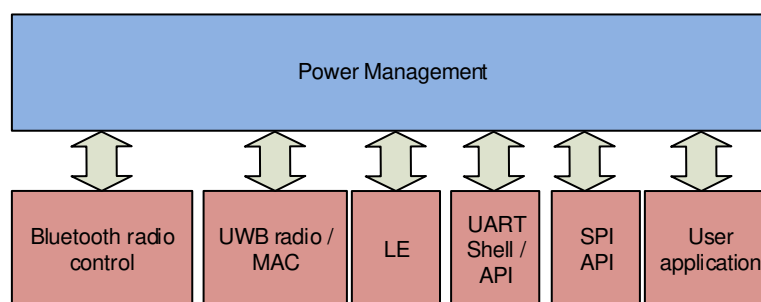 Power Management
Bluetooth radio
control
UWB radio /
MAC
LE
UART
Shell /
API
SPI
API
User
application